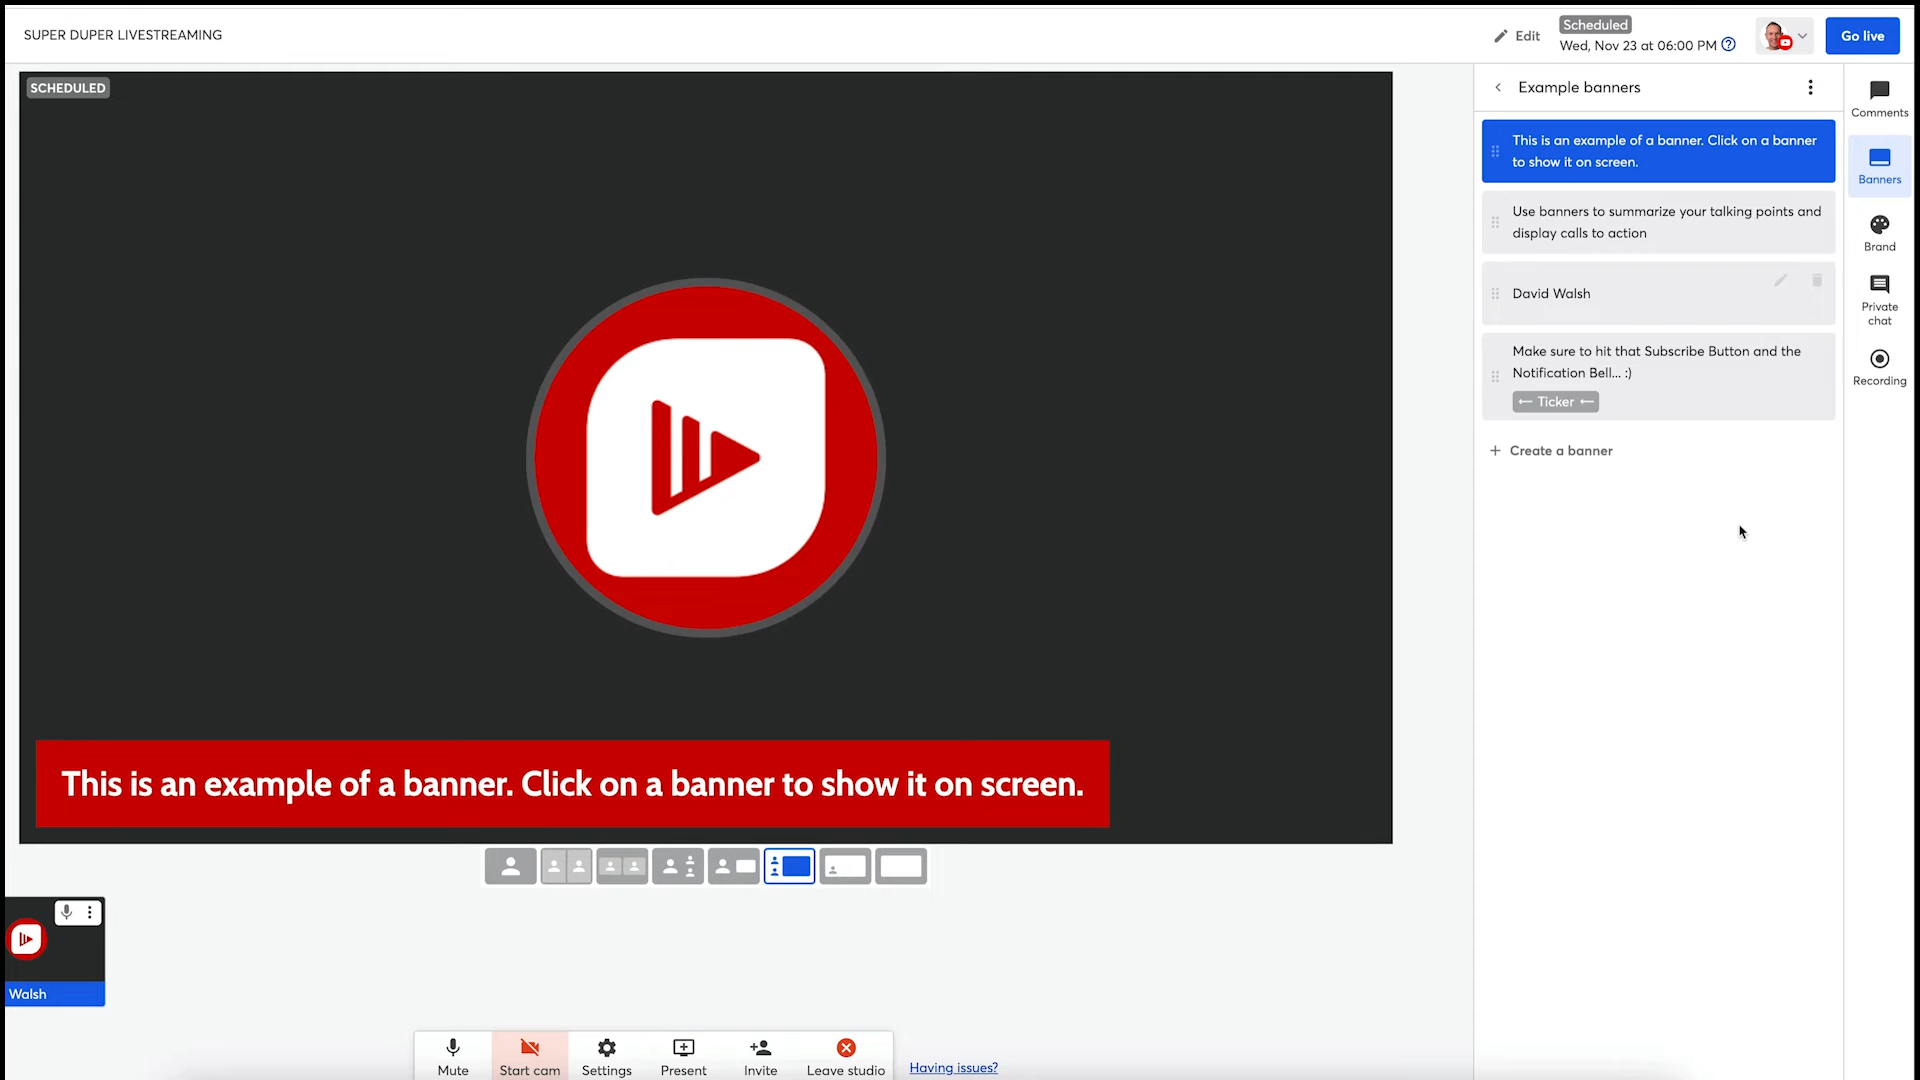 SUPER DUPER LIVESTREAMING
Edit
Scheduled
Wed, Nov 23 at 06:00 PM
Go live
SCHEDULED
This is an example of a banner. Click on a banner to show it on screen.
Walsh
Mute
Start cam
Settings
Present
Invite
Leave studio
Having issues?
Example banners
This is an example of a banner. Click on a banner
to show it on screen.
Use banners to summarize your talking points and
display calls to action
David Walsh
Make sure to hit that Subscribe Button and the
Notification Bell... :)
← Ticker ←
+ Create a banner
Comments
Banners
Brand
Private
chat
Recording